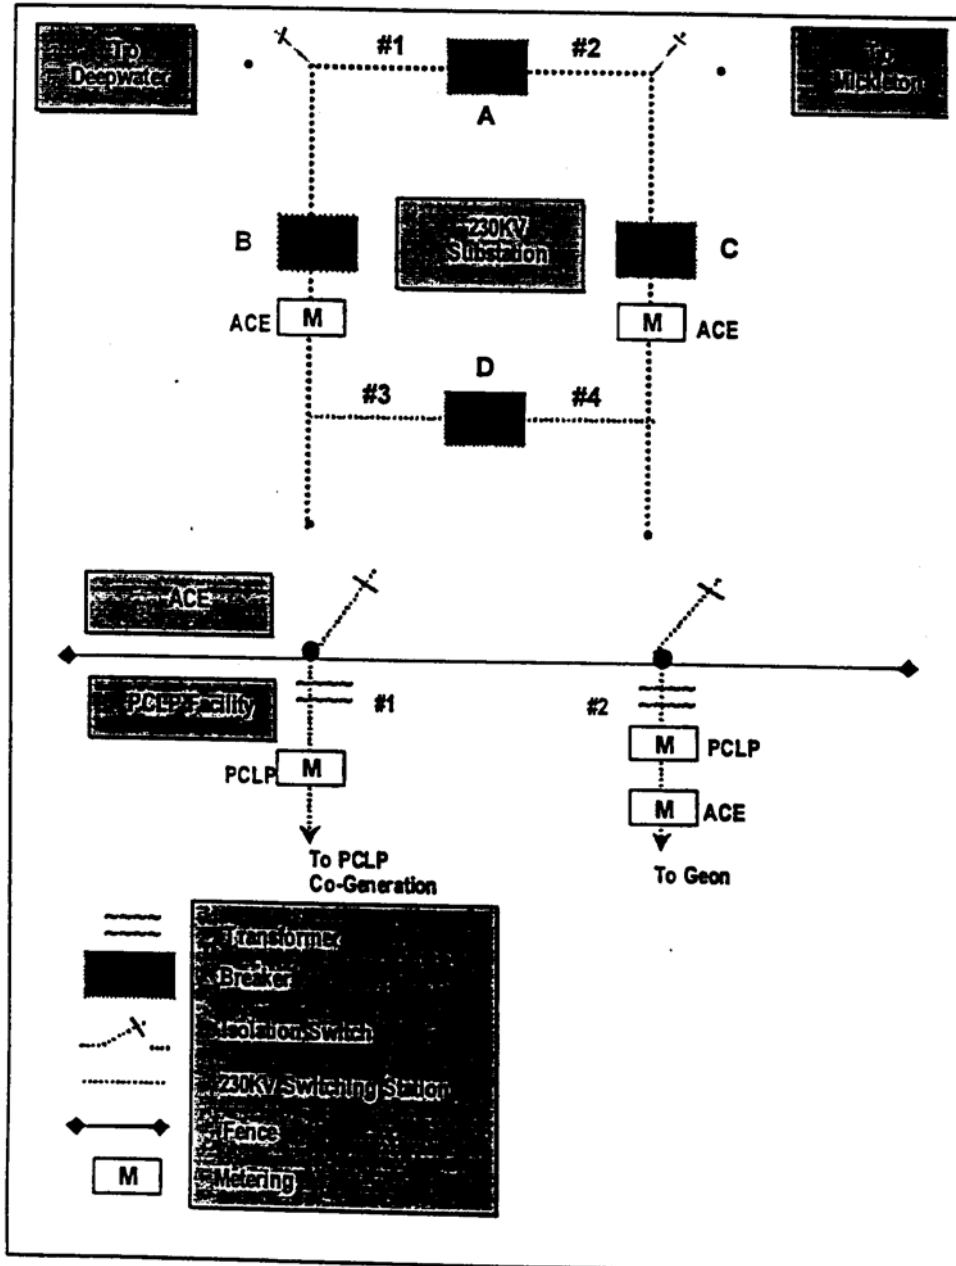 To
Deepwater
#1
#2
To
Mickleton
A
B
230KV
Substation
C
ACE
M
M
ACE
D
#3
#4
ACE
PCLP Facility
#1
#2
PCLP
M
M
PCLP
M
ACE
To PCLP
Co-Generation
To Geon
Transformer
Breaker
Isolation Switch
230KV Switching Station
Fence
M
Metering